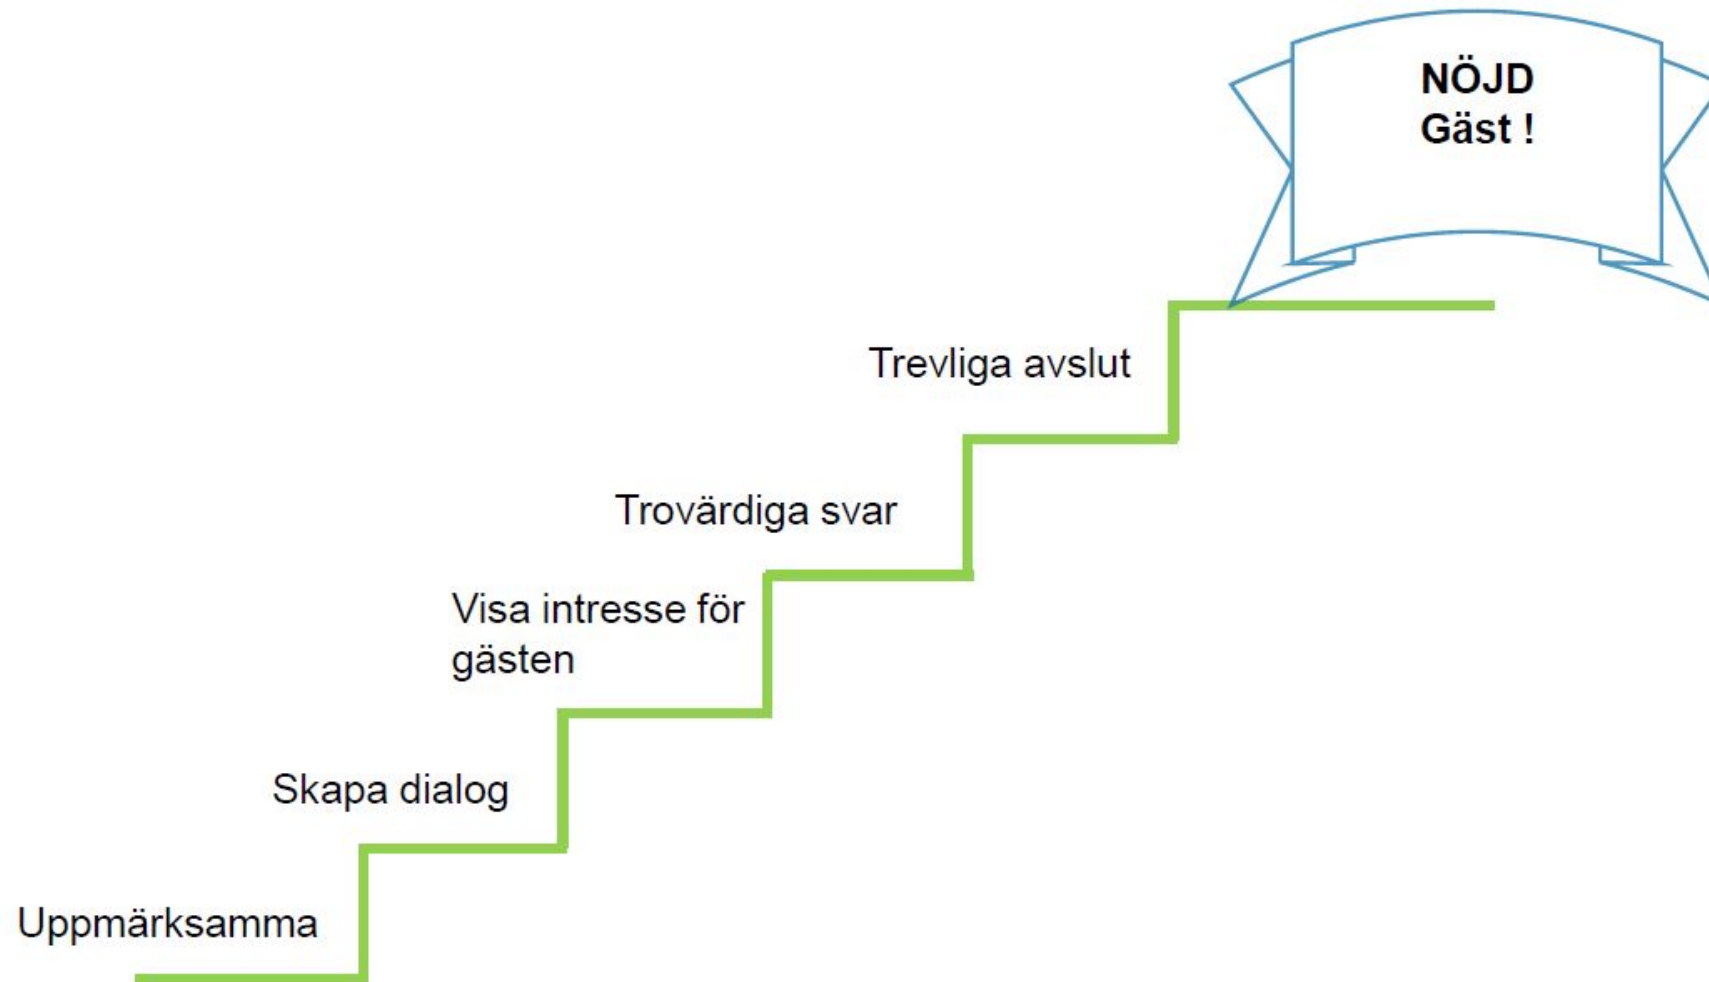 NÖJD
Gäst !
Trevliga avslut
Trovärdiga svar
Visa intresse för
gästen
Skapa dialog
Uppmärksamma